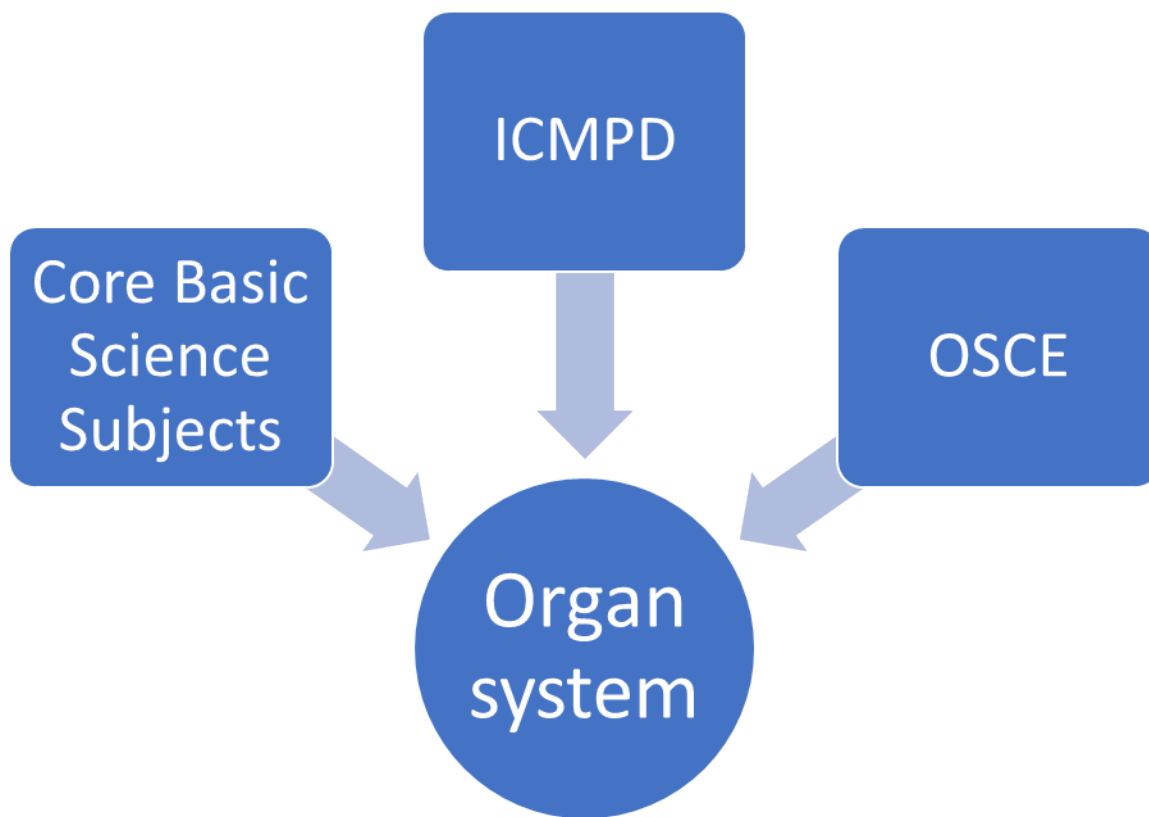 ICMPD
Core Basic
Science
Subjects
OSCE
Organ
system